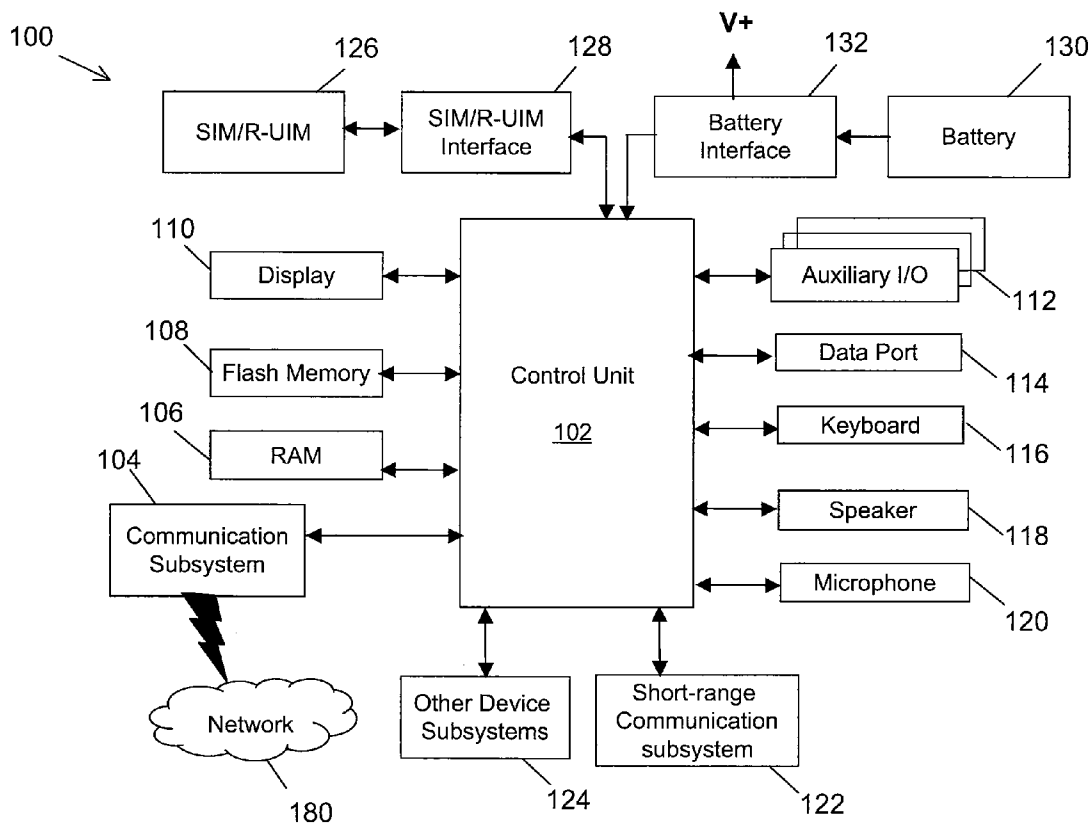 V+
100
126
128
132
130
SIM/R-UIM
SIM/R-UIM
Interface
Battery
Interface
Battery
110
Display
Auxiliary I/O
112
108
Flash Memory
Control Unit
102
Data Port
114
106
RAM
Keyboard
116
104
Communication
Subsystem
Speaker
118
Microphone
120
Network
180
Other Device
Subsystems
124
Short-range
Communication
subsystem
122